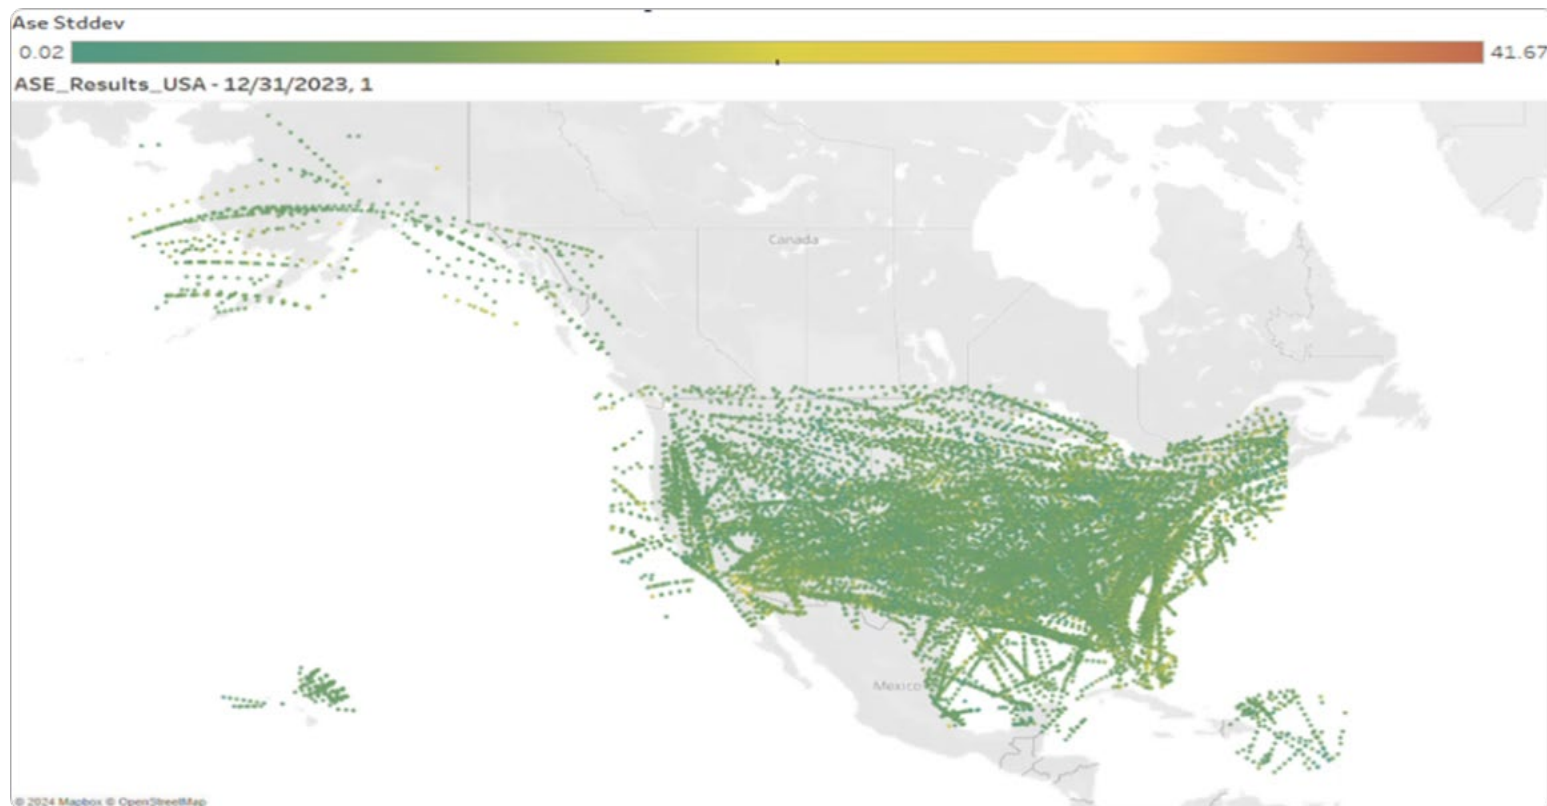 Ase Stddev
0.02 41.67
ASE_Results_USA - 12/31/2023, 1
Canada
Mexico
© 2024 Mapbox © OpenStreetMap